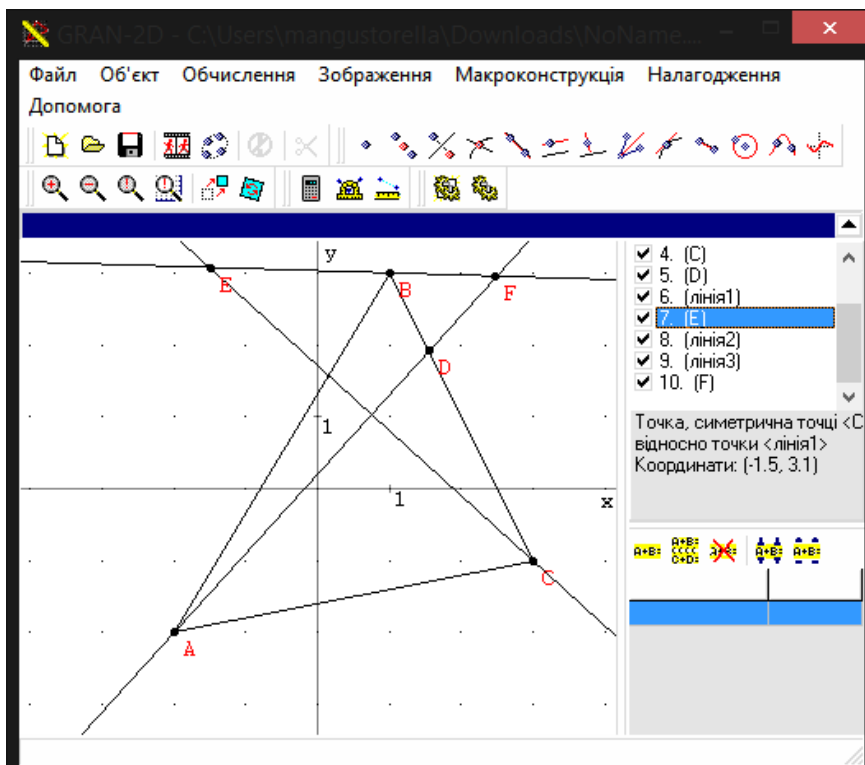 GRAN-2D - C:\Users\mangustorella\Downloads\NoName....
Файл Об'єкт Обчислення Зображення Макроконструкція Налагодження
Допомога
y
E
B
F
D
1
1
x
C
A
4. (C)
5. (D)
6. (лінія1)
7. (E)
8. (лінія2)
9. (лінія3)
10. (F)
Точка, симетрична точці <C
відносно точки <лінія1>
Координати: (-1.5, 3.1)
A+B= A+B= CCCC C+D= A+B= A+B= A+B=